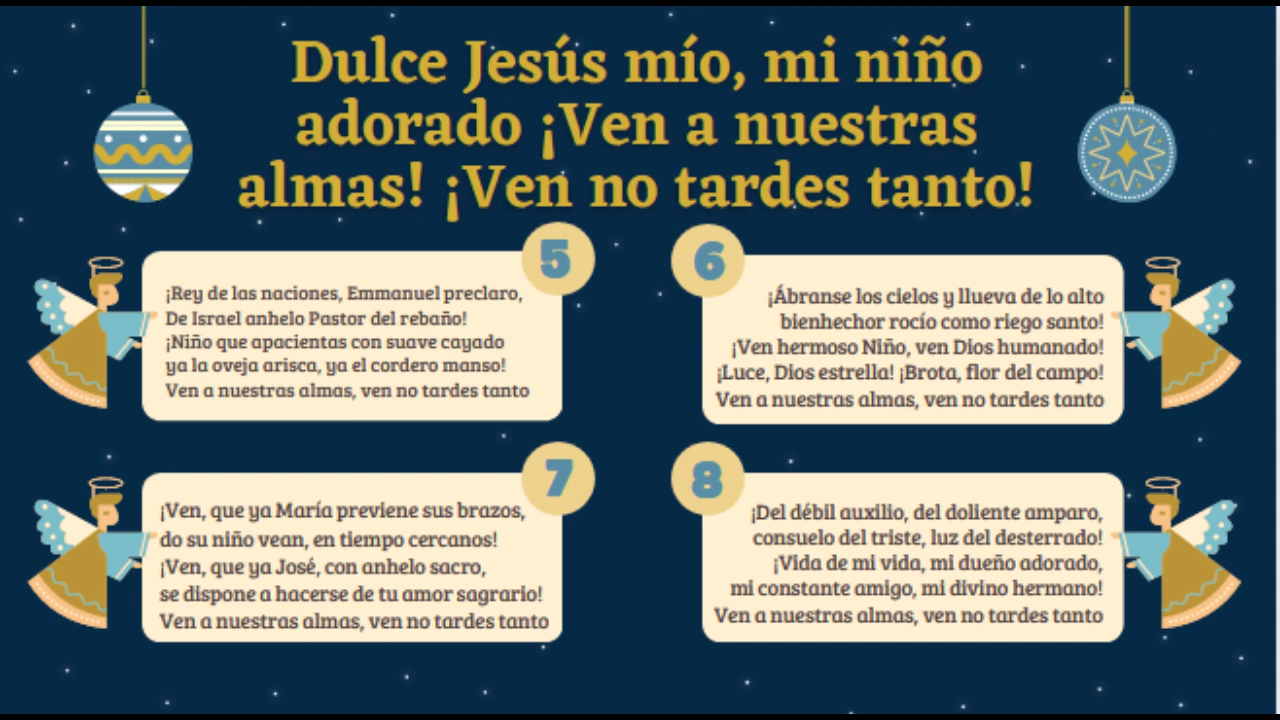 Dulce Jesús mío, mi niño
adorado ¡Ven a nuestras
almas! ¡Ven no tardes tanto!
5
¡Rey de las naciones, Emmanuel preclaro,
De Israel anhelo Pastor del rebaño!
¡Niño que apacientas con suave cayado
ya la oveja arisca, ya el cordero manso!
Ven a nuestras almas, ven no tardes tanto
6
¡Ábranse los cielos y llueva de lo alto
bienhechor rocío como riego santo!
¡Ven hermoso Niño, ven Dios humanado!
¡Luce, Dios estrella! ¡Brota, flor del campo!
Ven a nuestras almas, ven no tardes tanto
7
¡Ven, que ya María previene sus brazos,
do su niño vean, en tiempo cercanos!
¡Ven, que ya José, con anhelo sacro,
se dispone a hacerse de tu amor sagrario!
Ven a nuestras almas, ven no tardes tanto
8
¡Del débil auxilio, del doliente amparo,
consuelo del triste, luz del desterrado!
¡Vida de mi vida, mi dueño adorado,
mi constante amigo, mi divino hermano!
Ven a nuestras almas, ven no tardes tanto